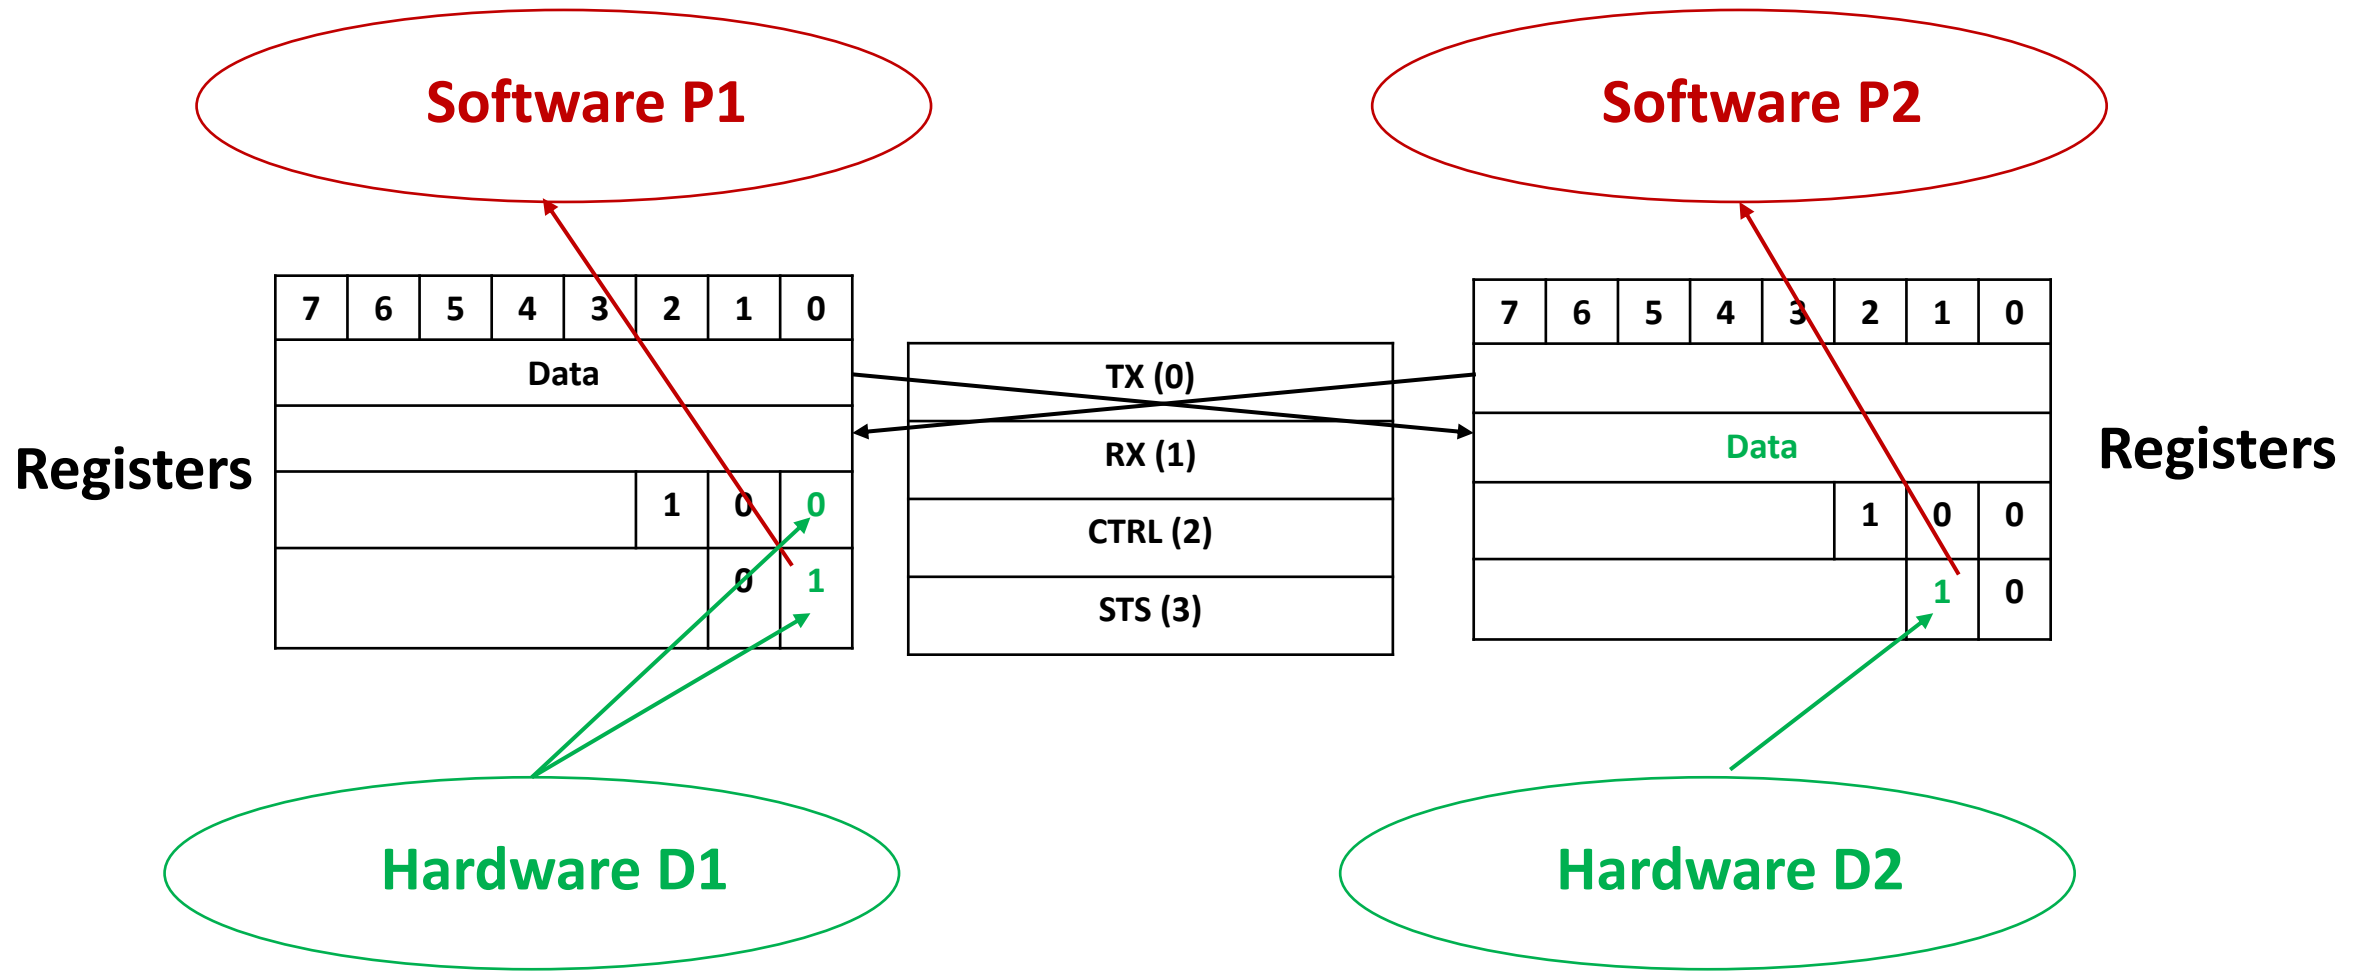 Software P1
Software P2
7 6 5 4 3 2 1 0
7 6 5 4 3 2 1 0
Data
TX (0)
Registers
RX (1)
Data
Registers
1 0 0
CTRL (2)
1 0 0
0 1
STS (3)
1 0
Hardware D1
Hardware D2